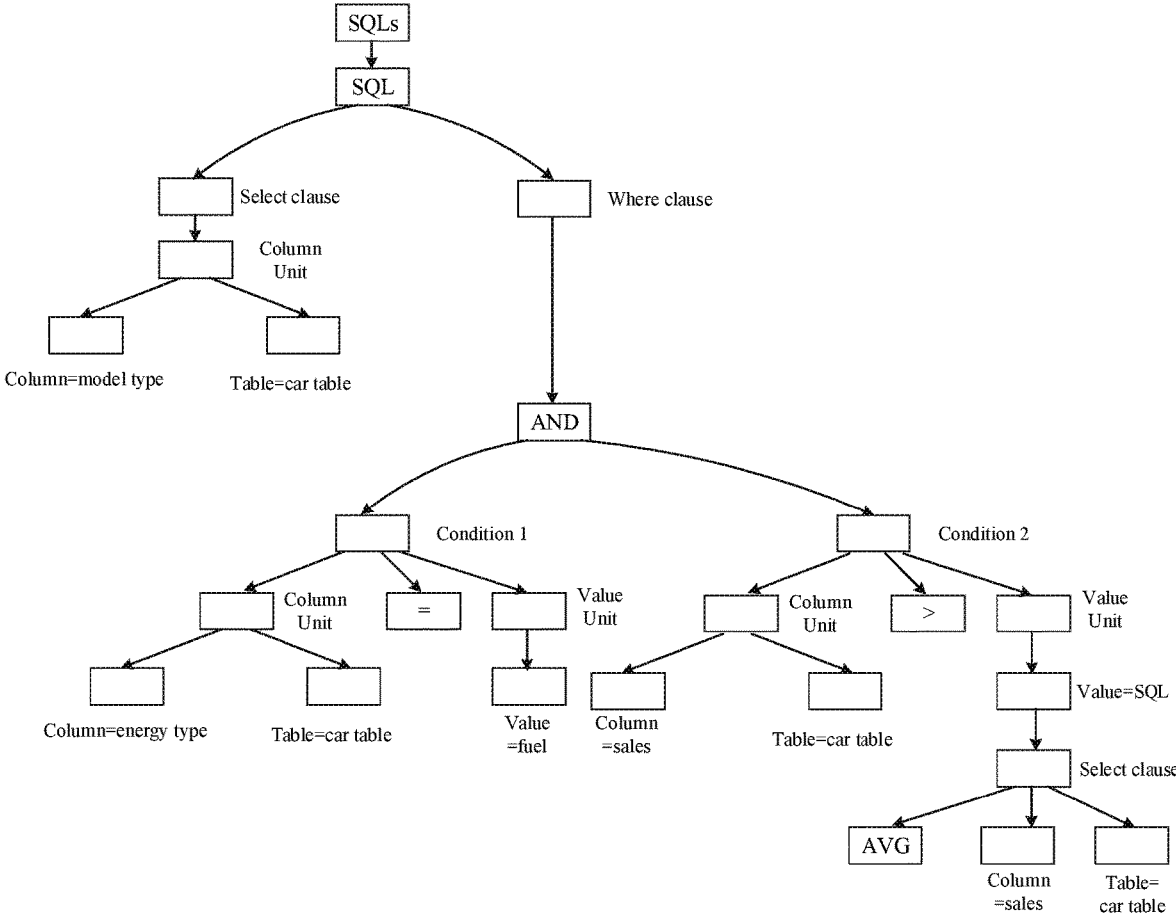 SQLs
SQL
Select clause
Where clause
Column
Unit
Column=model type
Table=car table
AND
Condition 1
Condition 2
Column
Unit
=
Value
Unit
Column
Unit
>
Value
Unit
Column=energy type
Table=car table
Value
=fuel
Column
=sales
Table=car table
Value=SQL
Select clause
AVG
Column
=sales
Table=
car table